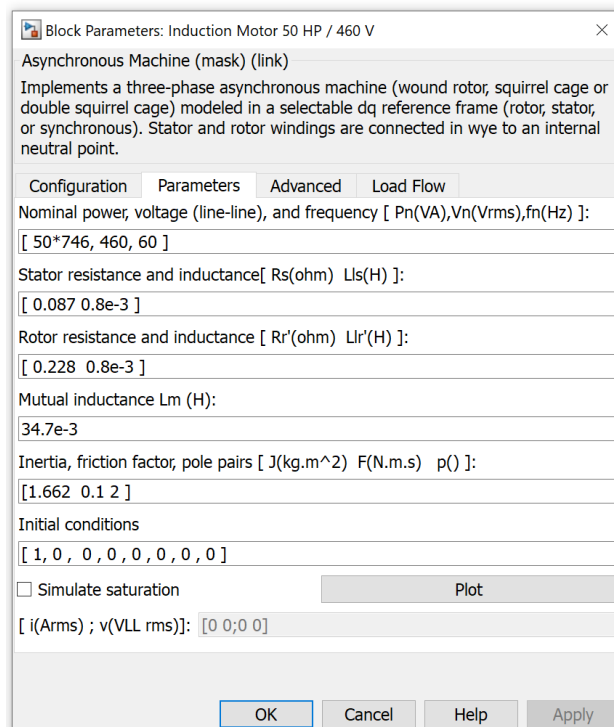 Block Parameters: Induction Motor 50 HP / 460 V
Asynchronous Machine (mask) (link)
Implements a three-phase asynchronous machine (wound rotor, squirrel cage or
double squirrel cage) modeled in a selectable dq reference frame (rotor, stator,
or synchronous). Stator and rotor windings are connected in wye to an internal
neutral point.
Configuration Parameters Advanced Load Flow
Nominal power, voltage (line-line), and frequency [ Pn(VA),Vn(Vrms),fn(Hz) ]:
[ 50*746, 460, 60 ]
Stator resistance and inductance[ Rs(ohm) Lls(H) ]:
[ 0.087 0.8e-3 ]
Rotor resistance and inductance [ Rr'(ohm) Llr'(H) ]:
[ 0.228 0.8e-3 ]
Mutual inductance Lm (H):
34.7e-3
Inertia, friction factor, pole pairs [ J(kg.m^2) F(N.m.s) p() ]:
[1.662 0.1 2 ]
Initial conditions
[ 1, 0 , 0 , 0 , 0 , 0 , 0 , 0 ]
Simulate saturation Plot
[ i(Arms) ; v(VLL rms)]: [0 0;0 0]
OK Cancel Help Apply